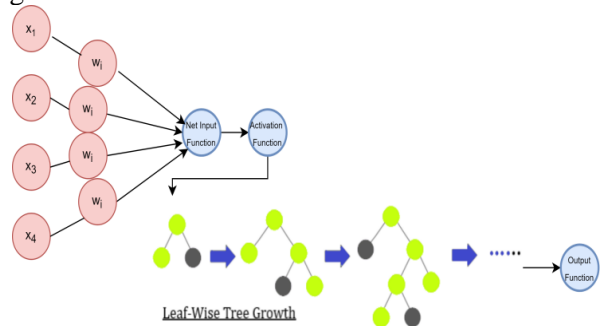 x1
wi
x2
wi
x3
wi
x4
wi
Net Input
Function
Activation
Function
Output
Function
Leaf-Wise Tree Growth